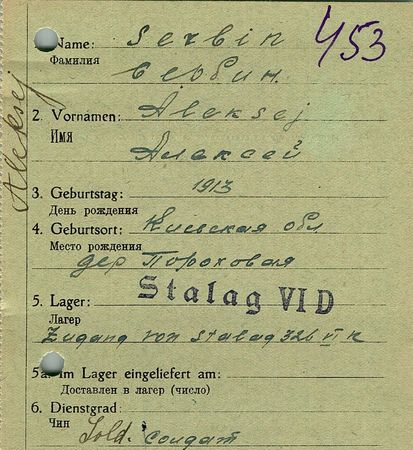 Name: Serbin
453
Фамилия
Сербин.
2. Vornamen: Aleksej
Имя
Алексей
Aleksej
3. Geburtstag: 1913
День рождения
4. Geburtsort: Киевская обл
Место рождения
дер Пороховая
5. Lager: Stalag VI D
Лагерь
Zugang von Stalag 326 VI K
5a. Im Lager eingeliefert am:
Доставлен в лагер (число)
6. Dienstgrad:
Чин
Sold. солдат